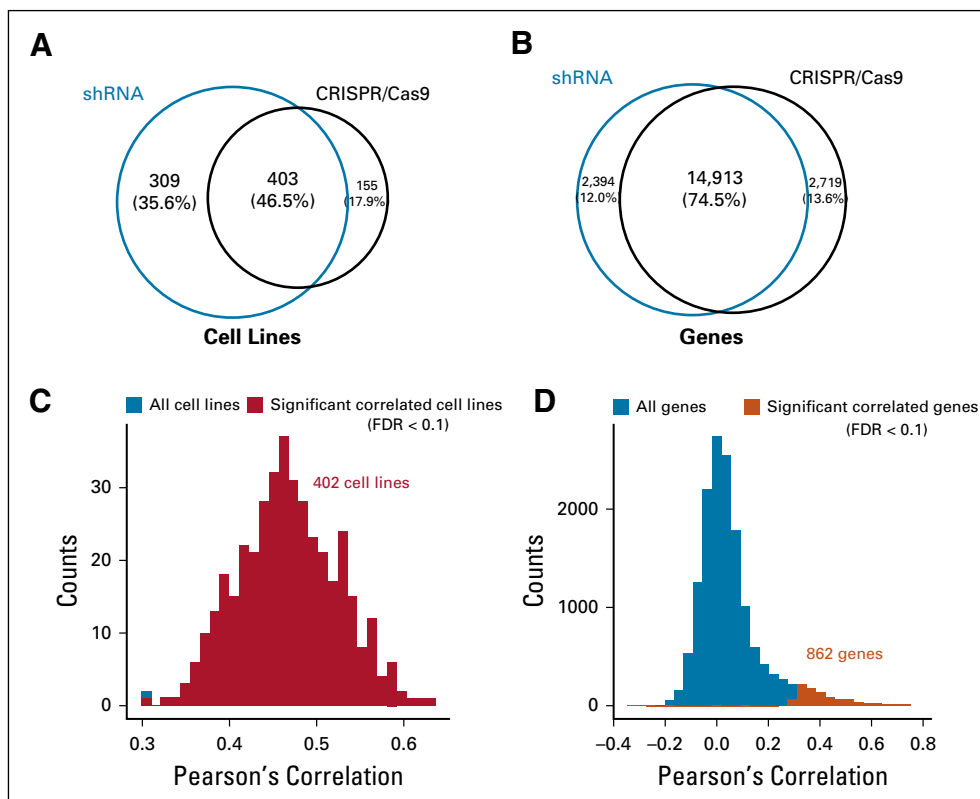 A
shRNA
CRISPR/Cas9
309
(35.6%)
403
(46.5%)
155
(17.9%)
Cell Lines
B
shRNA
CRISPR/Cas9
2,394
(12.0%)
14,913
(74.5%)
2,719
(13.6%)
Genes
C
All cell lines
Significant correlated cell lines
(FDR < 0.1)
402 cell lines
Counts
30
20
10
0
0.3 0.4 0.5 0.6
Pearson's Correlation
D
All genes
Significant correlated genes
(FDR < 0.1)
862 genes
Counts
2000
1000
0
–0.4 –0.2 0.0 0.2 0.4 0.6 0.8
Pearson's Correlation